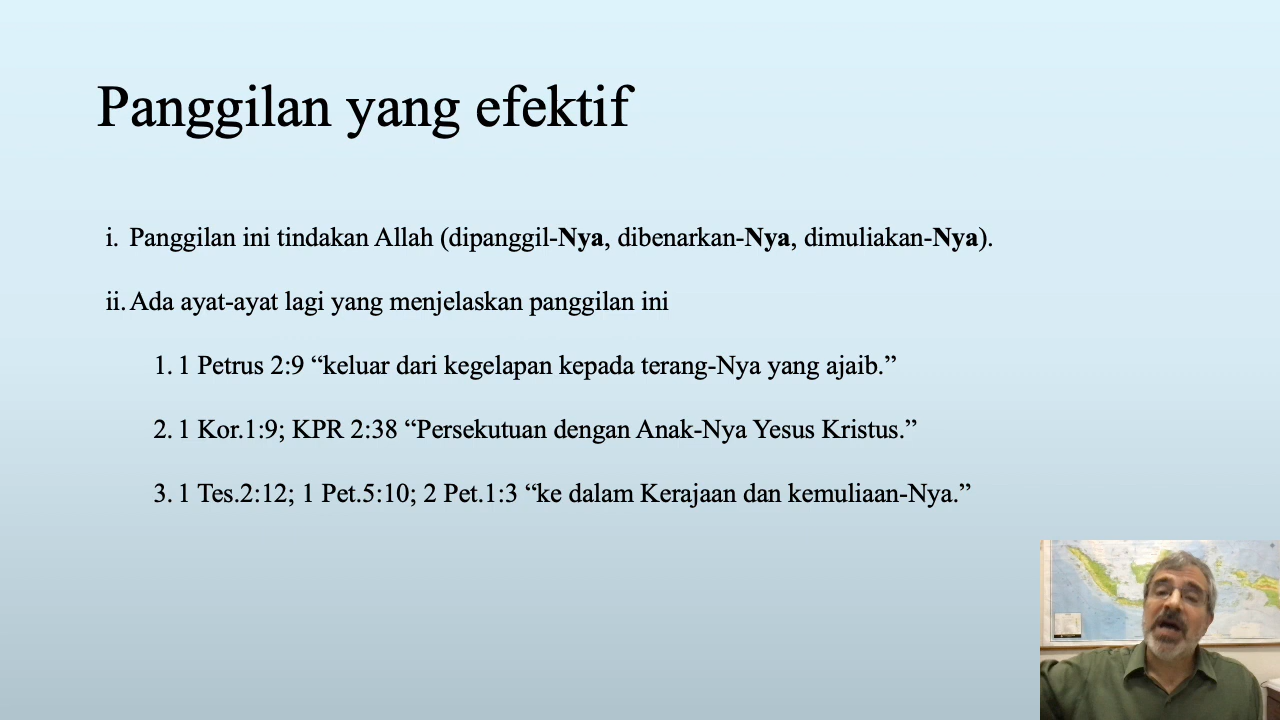 Panggilan yang efektif
i. Panggilan ini tindakan Allah (dipanggil-Nya, dibenarkan-Nya, dimuliakan-Nya).
ii. Ada ayat-ayat lagi yang menjelaskan panggilan ini
1. 1 Petrus 2:9 “keluar dari kegelapan kepada terang-Nya yang ajaib.”
2. 1 Kor.1:9; KPR 2:38 “Persekutuan dengan Anak-Nya Yesus Kristus.”
3. 1 Tes.2:12; 1 Pet.5:10; 2 Pet.1:3 “ke dalam Kerajaan dan kemuliaan-Nya.”